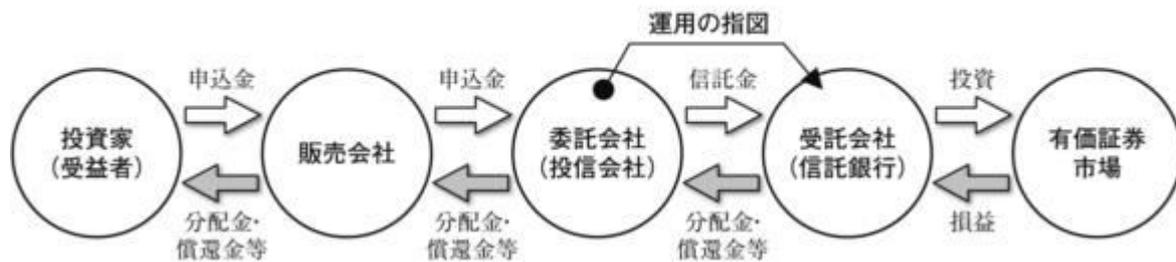 運用の指図
申込金
申込金
信託金
投資
投資家
(受益者)
販売会社
委託会社
(投信会社)
受託会社
(信託銀行)
有価証券
市場
分配金・
償還金等
分配金・
償還金等
分配金・
償還金等
損益